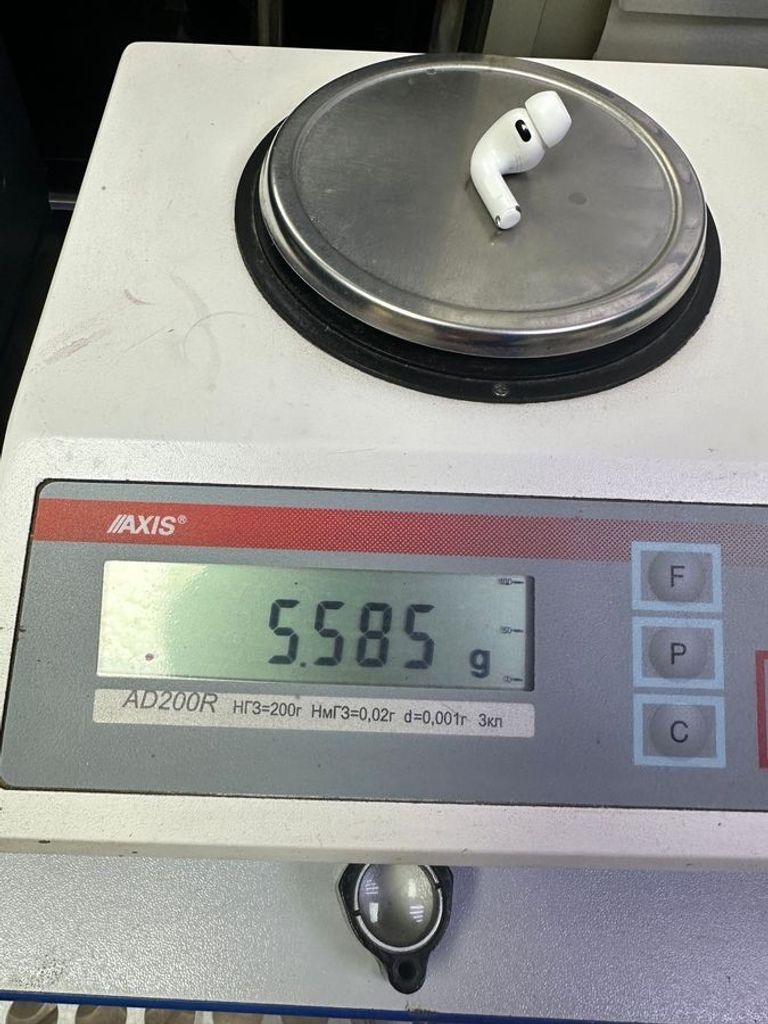 AXIS®
5.585 g
F
P
C
AD200R НГЗ=200г НмГЗ=0,02г d=0,001г 3кл